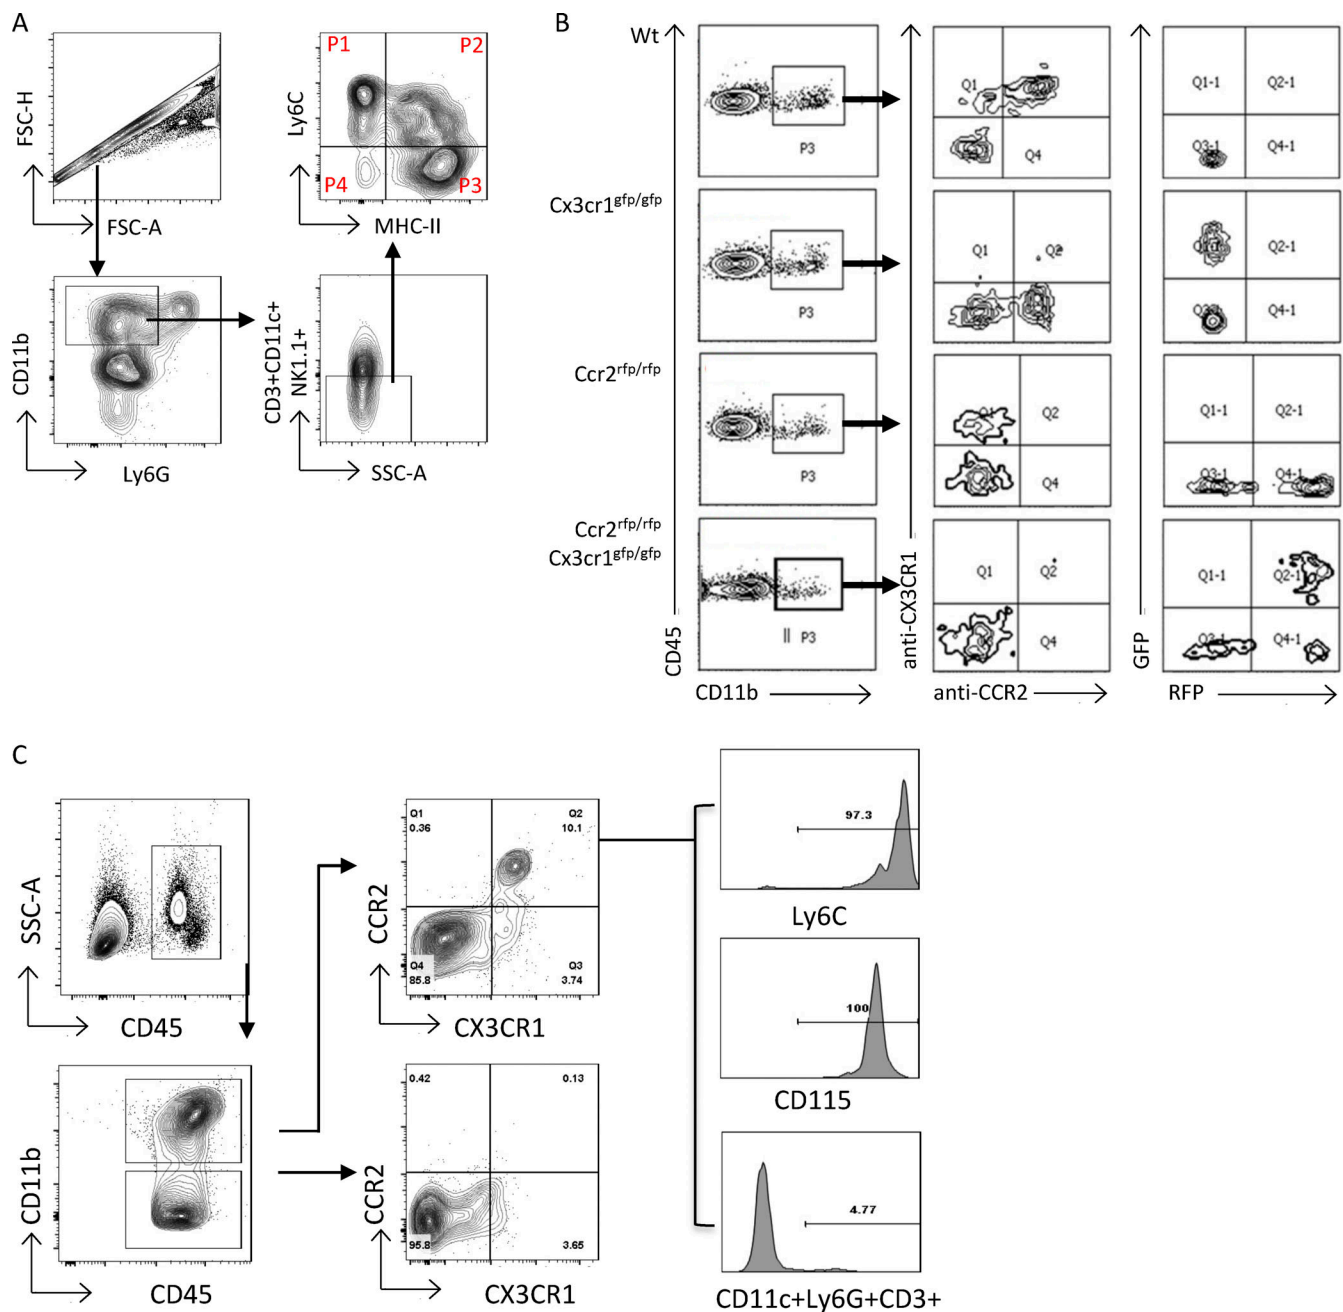 A
FSC-H
FSC-A
Ly6C
P1
P2
P4
P3
MHC-II
CD11b
Ly6G
CD3+CD11c+
NK1.1+
SSC-A
B
Wt
Cx3cr1gfp/gfp
Ccr2rfp/rfp
Ccr2rfp/rfp
Cx3cr1gfp/gfp
CD45
P3
P3
P3
P3
CD11b
anti-CX3CR1
Q1
Q4
Q1
Q2
Q2
Q4
Q1
Q2
Q4
anti-CCR2
GFP
Q1-1
Q2-1
Q3-1
Q4-1
Q2-1
Q4-1
Q1-1
Q2-1
Q3-1
Q4-1
Q1-1
Q2-1
Q4-1
RFP
C
SSC-A
CD45
CD11b
CD45
CCR2
Q1
0.36
Q2
10.1
Q4
85.8
Q3
3.74
CX3CR1
CCR2
0.42
0.13
95.8
3.65
CX3CR1
97.3
Ly6C
100
CD115
4.77
CD11c+Ly6G+CD3+